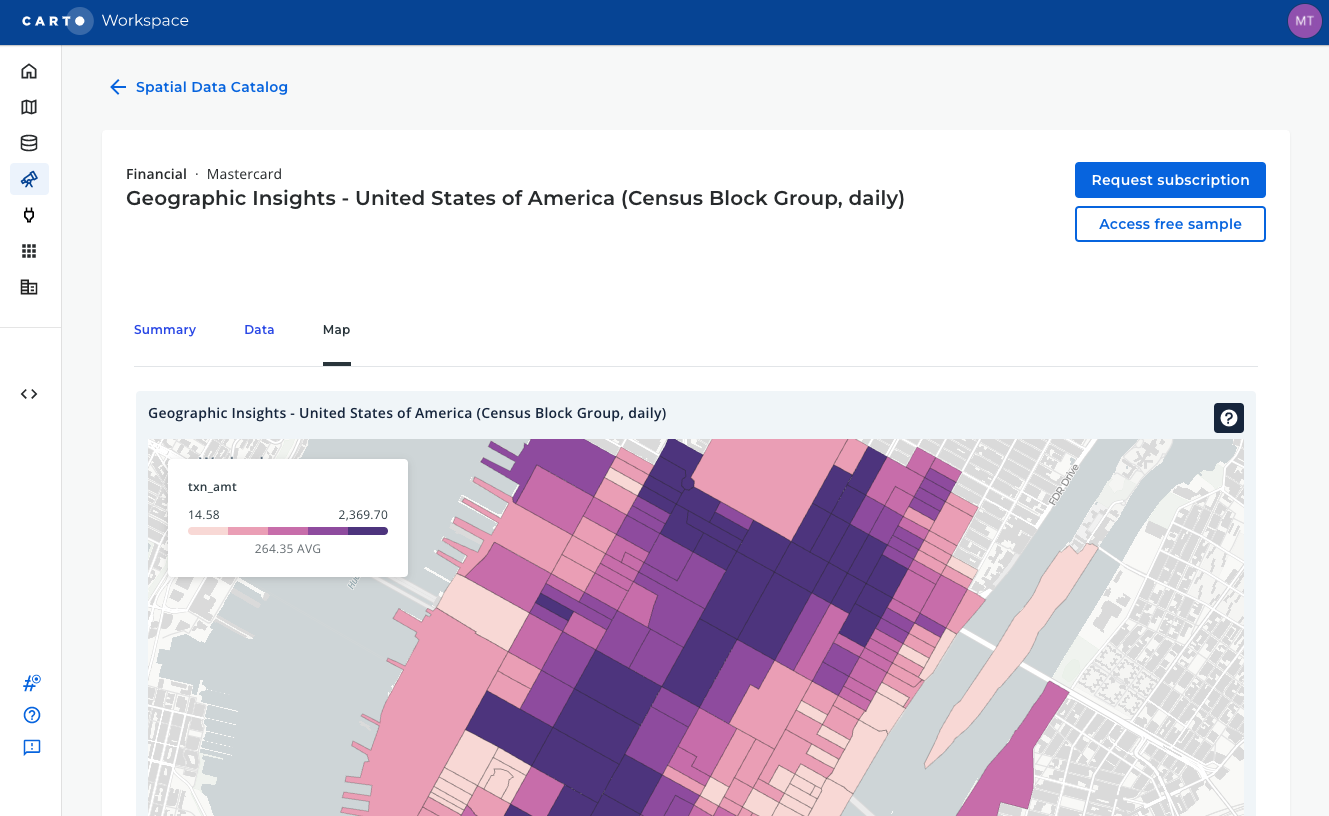 CARTO Workspace
MT
Spatial Data Catalog
Financial · Mastercard
Geographic Insights - United States of America (Census Block Group, daily)
Request subscription
Access free sample
Summary
Data
Map
Geographic Insights - United States of America (Census Block Group, daily)
txn_amt
14.58 2,369.70
264.35 AVG
FDR Drive